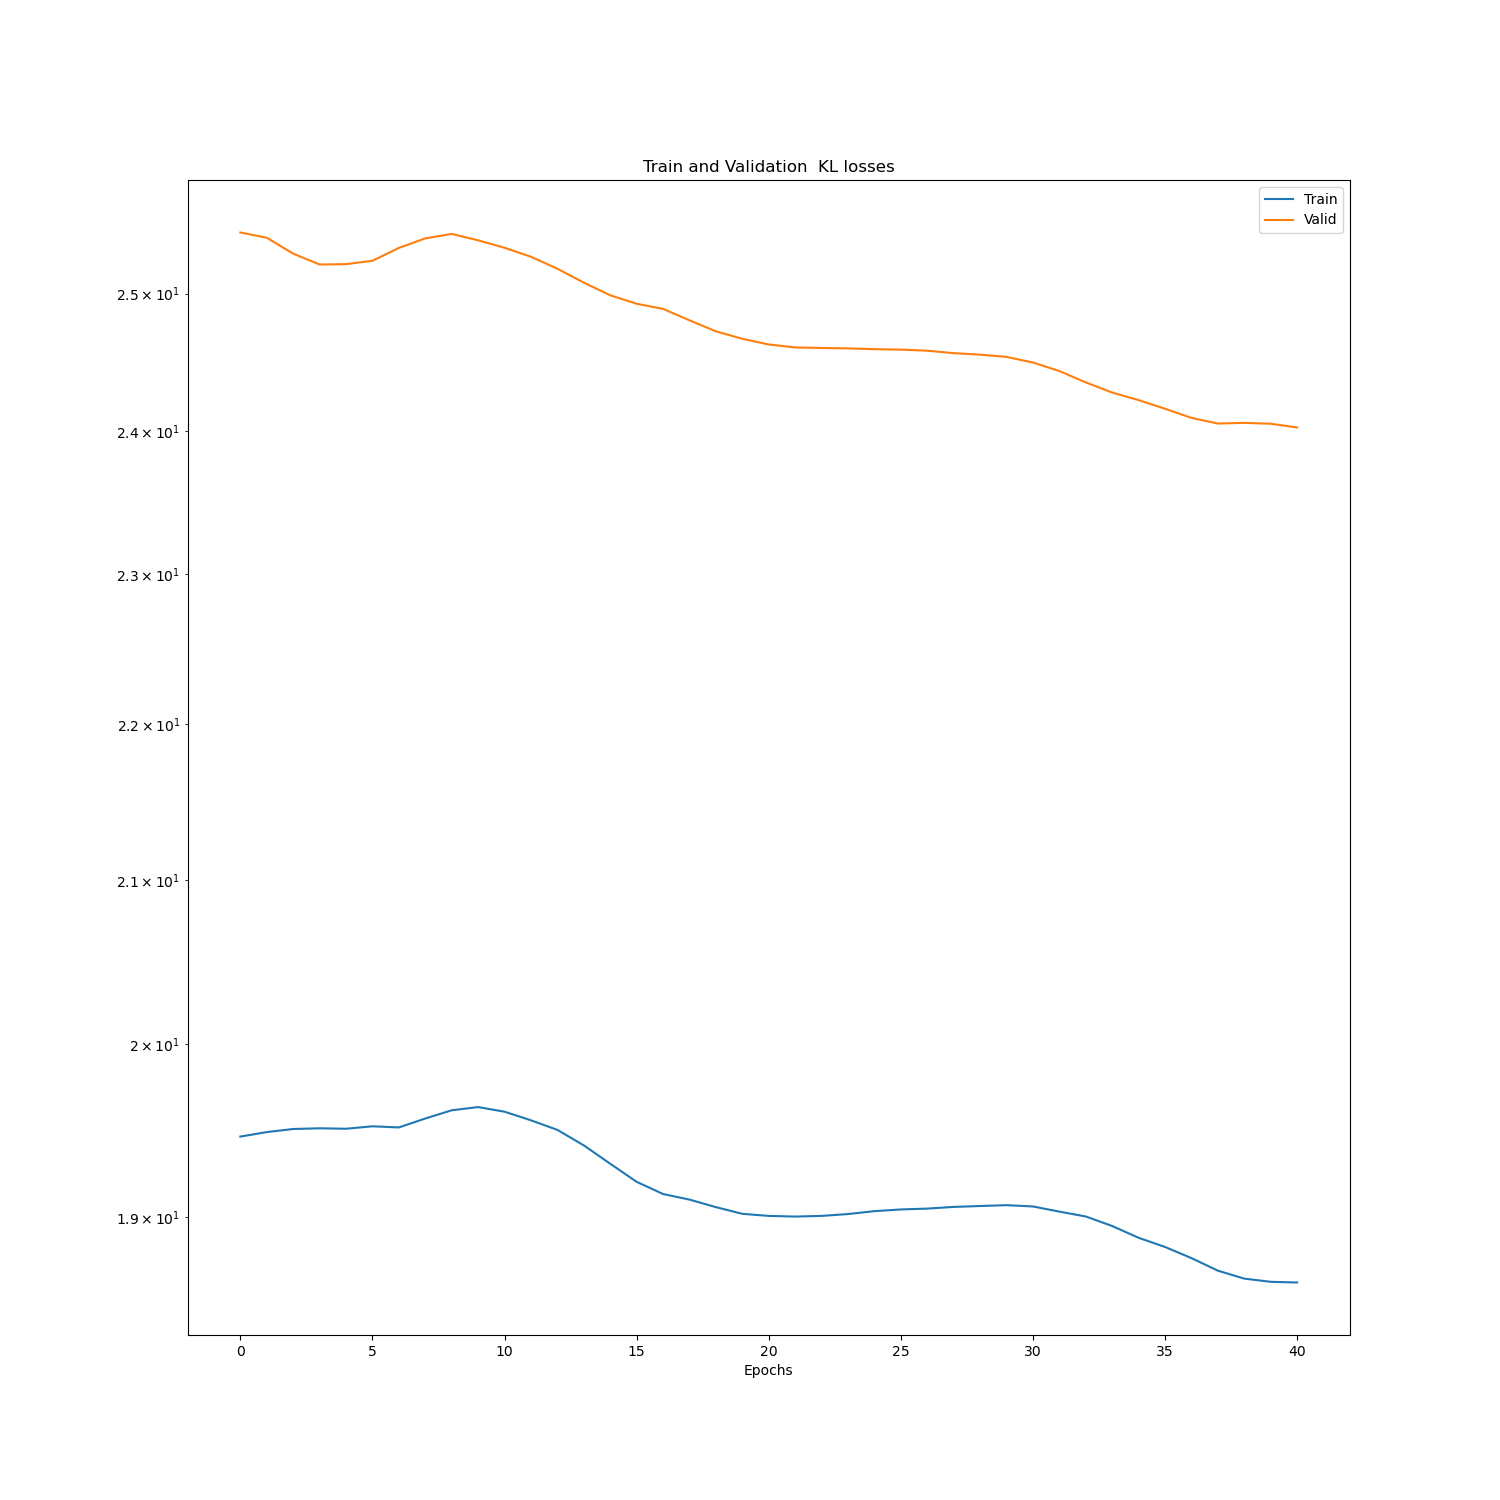 Train and Validation  KL losses
Train
Valid
2.5 × 10¹
2.4 × 10¹
2.3 × 10¹
2.2 × 10¹
2.1 × 10¹
2 × 10¹
1.9 × 10¹
0 5 10 15 20 25 30 35 40
Epochs